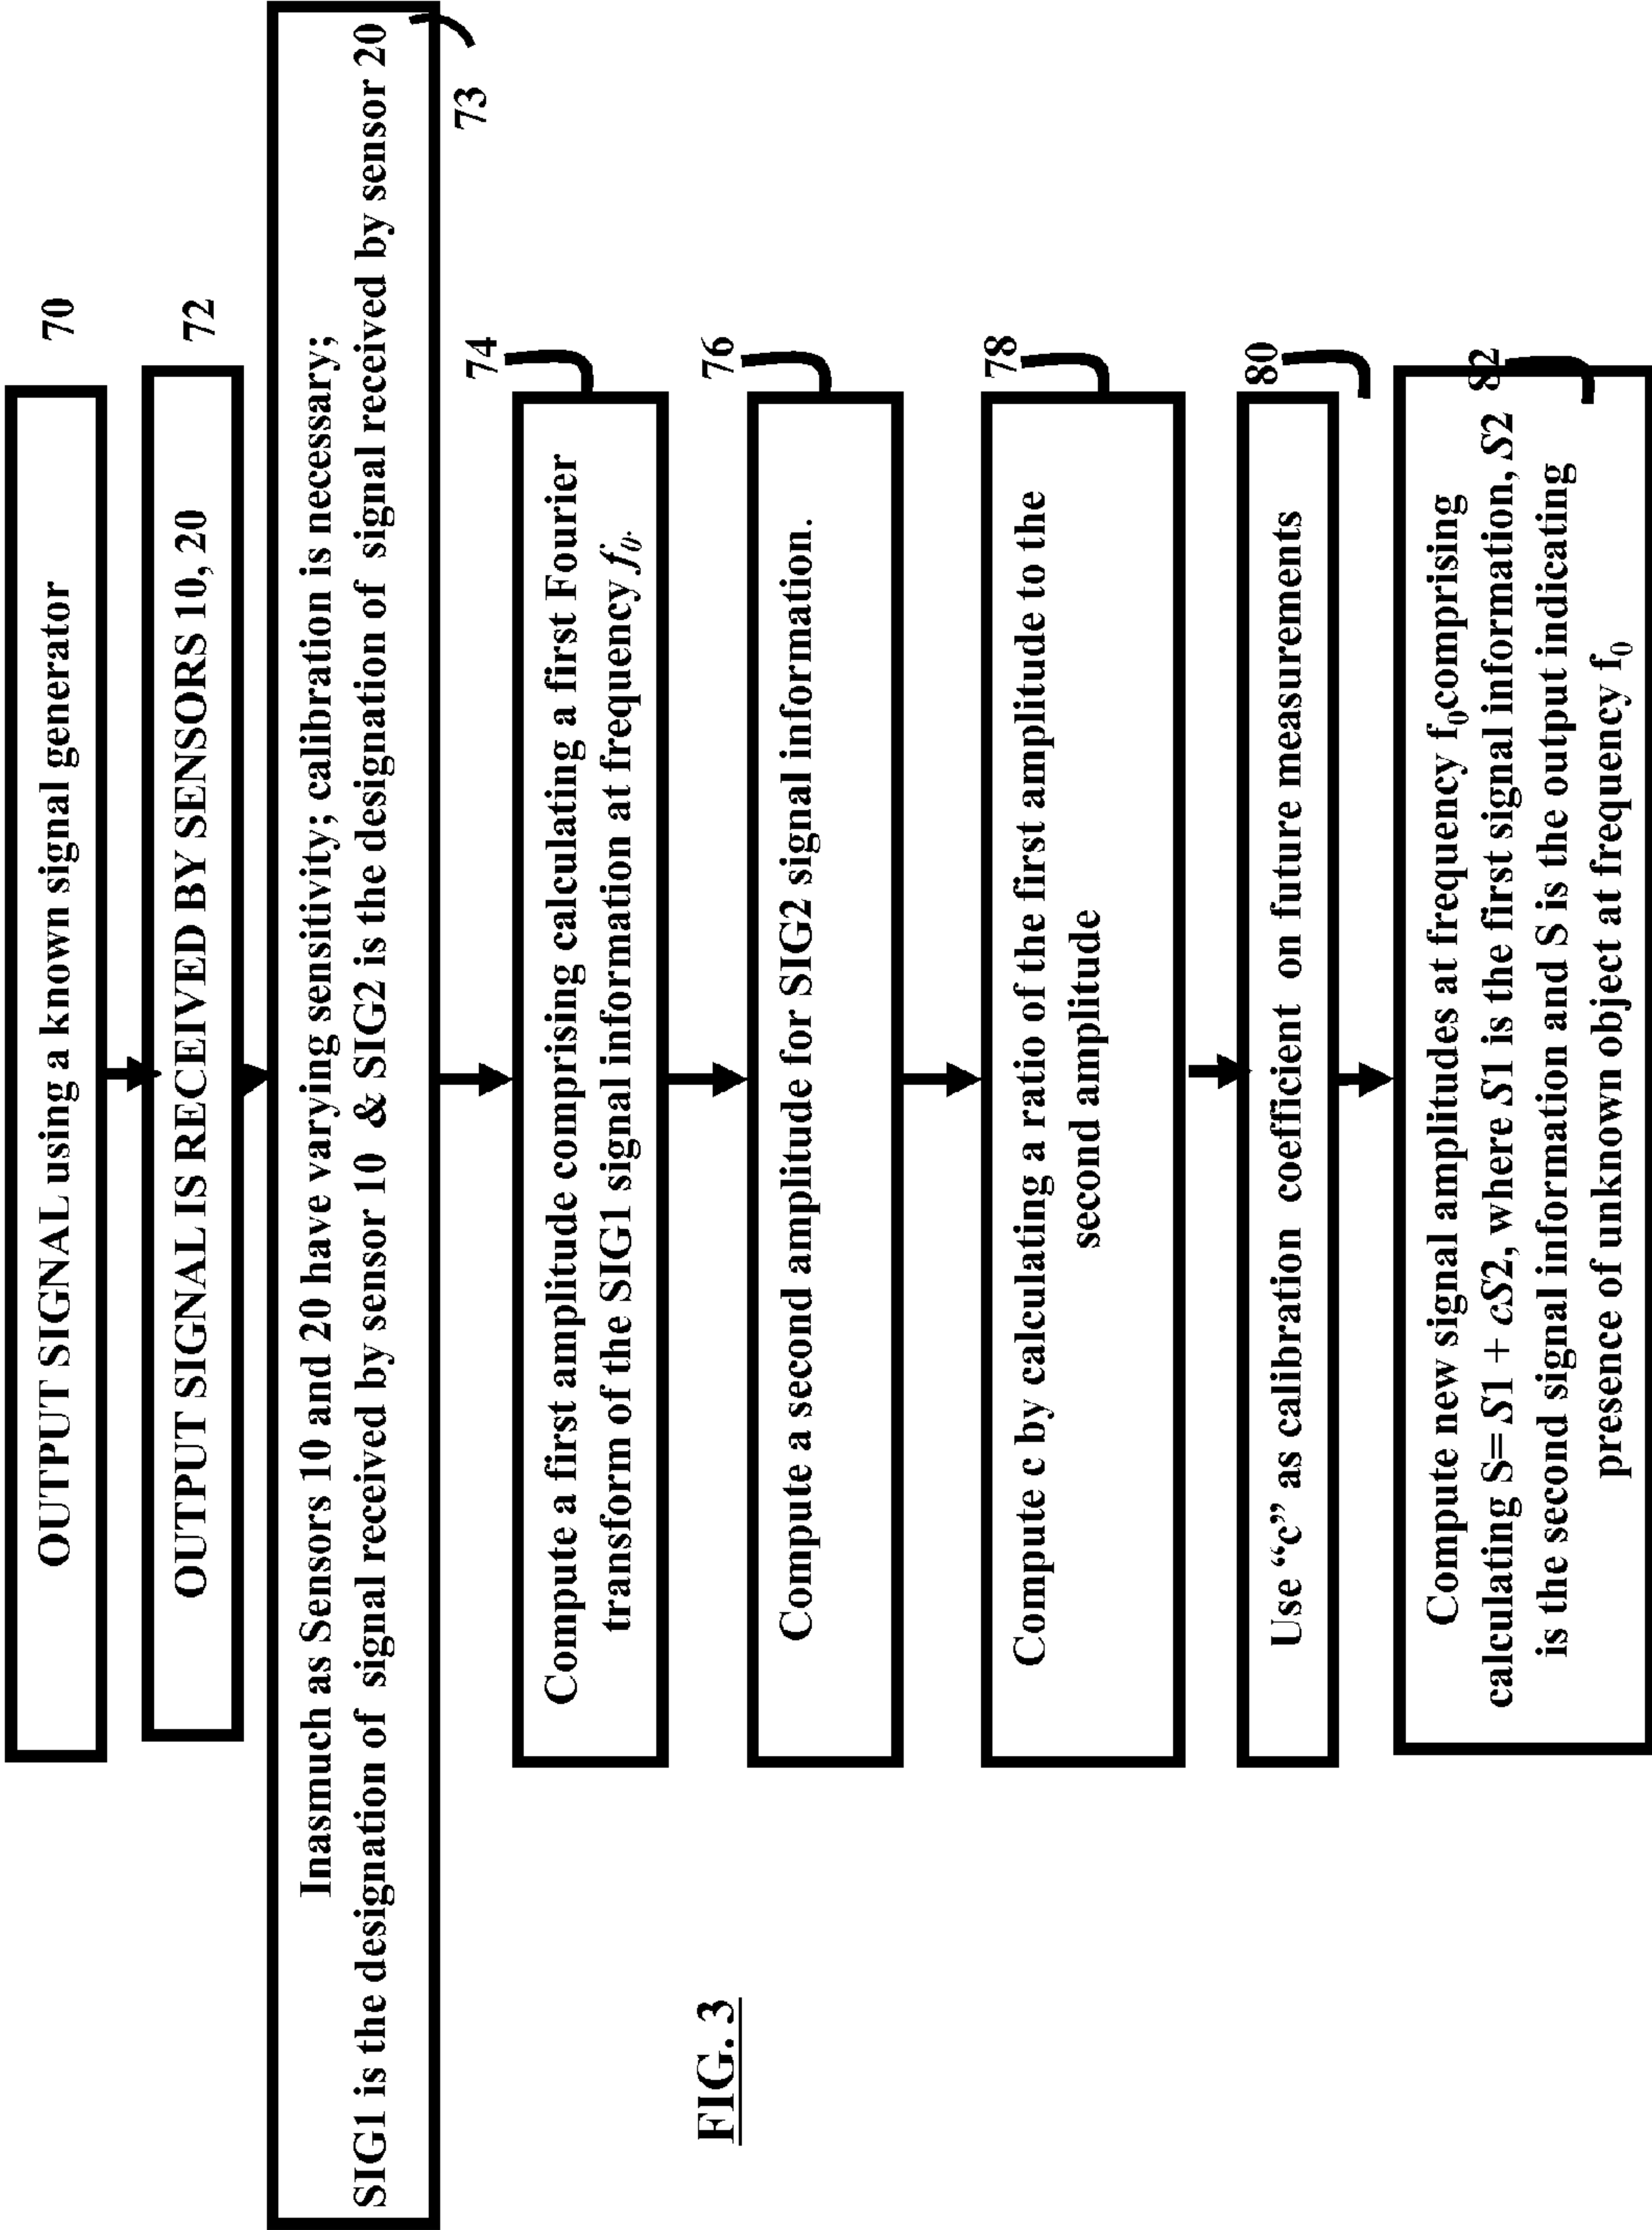 OUTPUT SIGNAL using a known signal generator
70
OUTPUT SIGNAL IS RECEIVED BY SENSORS 10, 20
72
Inasmuch as Sensors 10 and 20 have varying sensitivity; calibration is necessary;
SIG1 is the designation of signal received by sensor 10 & SIG2 is the designation of signal received by sensor 20
73
Compute a first amplitude comprising calculating a first Fourier
transform of the SIG1 signal information at frequency f0.
74
Compute a second amplitude for SIG2 signal information.
76
Compute c by calculating a ratio of the first amplitude to the
second amplitude
78
Use “c” as calibration coefficient on future measurements
80
Compute new signal amplitudes at frequency f0comprising
calculating S= S1 + cS2, where S1 is the first signal information, S2
is the second signal information and S is the output indicating
presence of unknown object at frequency f0
82
FIG. 3